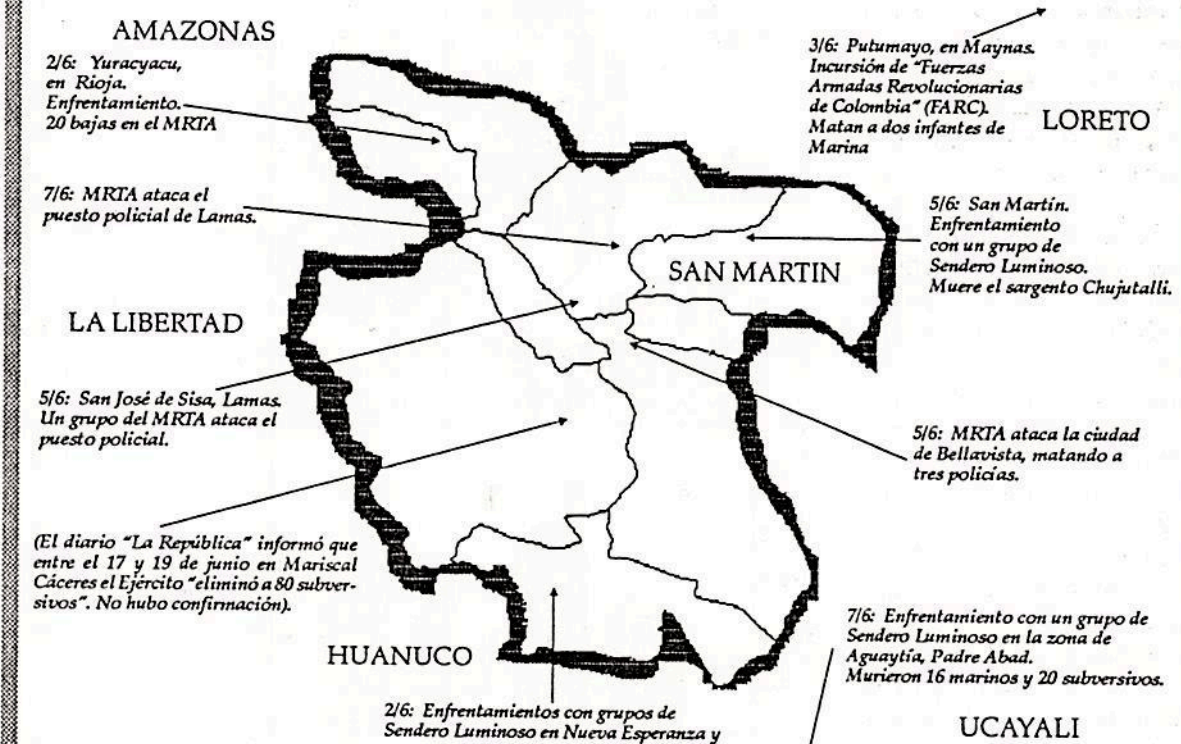 AMAZONAS
2/6: Yuracyacu,
en Rioja.
Enfrentamiento.
20 bajas en el MRTA
3/6: Putumayo, en Maynas.
Incursión de "Fuerzas
Armadas Revolucionarias
de Colombia" (FARC).
Matan a dos infantes de
Marina
LORETO
7/6: MRTA ataca el
puesto policial de Lamas.
5/6: San Martín.
Enfrentamiento
con un grupo de
Sendero Luminoso.
Muere el sargento Chujutalli.
SAN MARTIN
LA LIBERTAD
5/6: San José de Sisa, Lamas.
Un grupo del MRTA ataca el
puesto policial.
5/6: MRTA ataca la ciudad
de Bellavista, matando a
tres policías.
(El diario "La República" informó que
entre el 17 y 19 de junio en Mariscal
Cáceres el Ejército "eliminó a 80 subver-
sivos". No hubo confirmación).
HUANUCO
7/6: Enfrentamiento con un grupo de
Sendero Luminoso en la zona de
Aguaytía, Padre Abad.
Murieron 16 marinos y 20 subversivos.
2/6: Enfrentamientos con grupos de
Sendero Luminoso en Nueva Esperanza y
UCAYALI